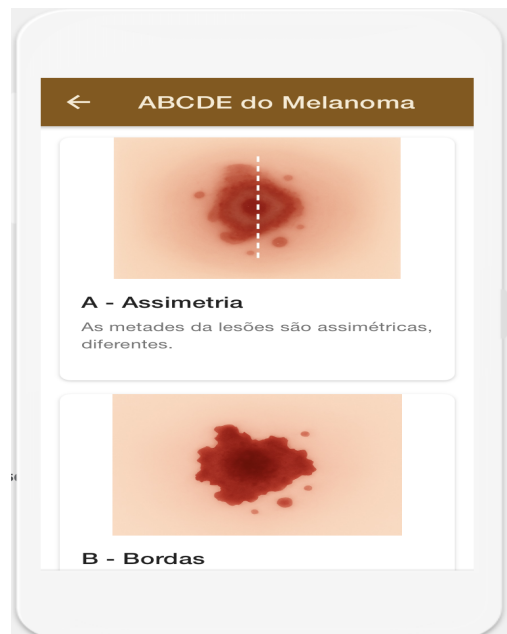 ABCDE do Melanoma
A - Assimetria
As metades da lesões são assimétricas,
diferentes.
B - Bordas